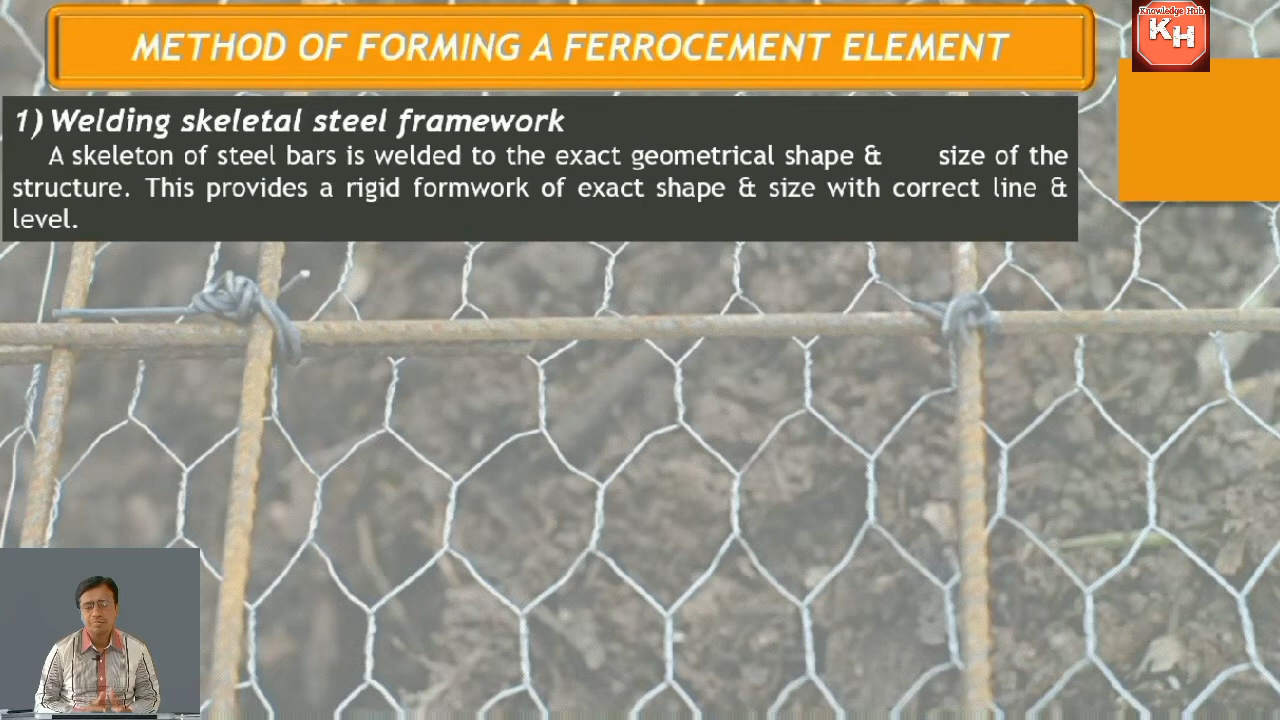 METHOD OF FORMING A FERROCEMENT ELEMENT
Knowledge Hub
KH
1) Welding skeletal steel framework
A skeleton of steel bars is welded to the exact geometrical shape & size of the
structure. This provides a rigid formwork of exact shape & size with correct line &
level.